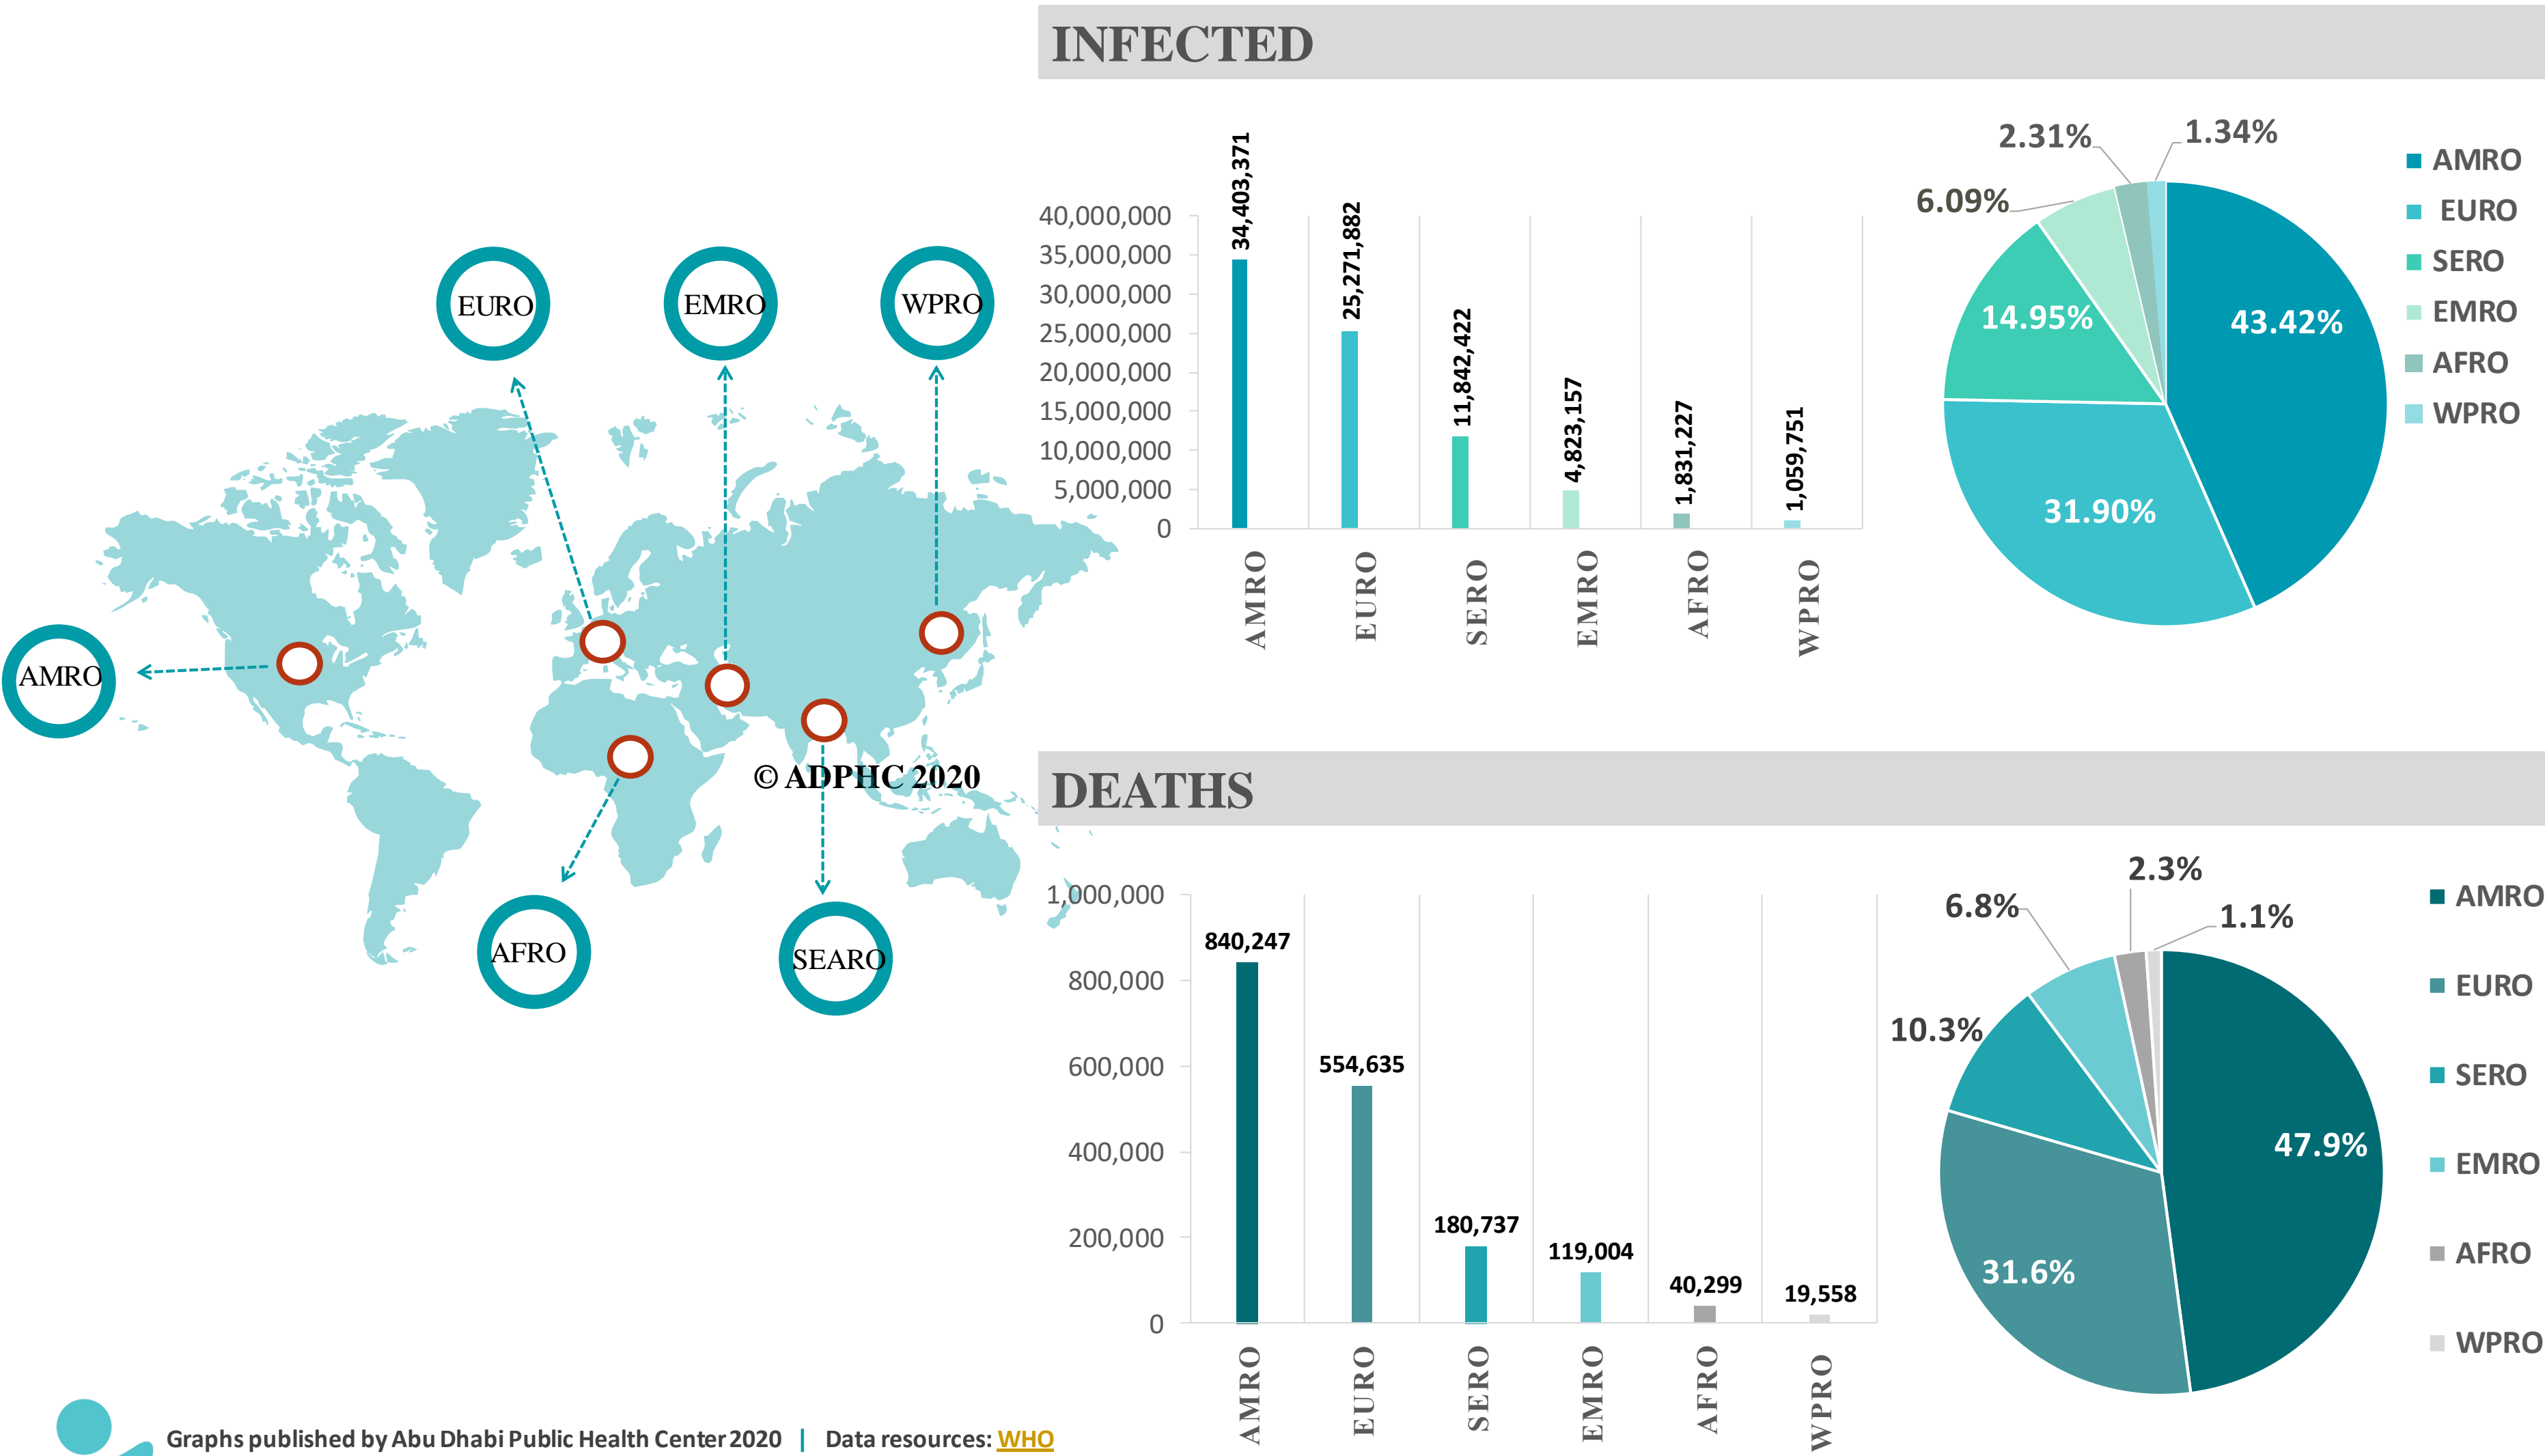 INFECTED
EURO
EMRO
WPRO
AMRO
AFRO
SEARO
© ADPHC 2020
40,000,000
35,000,000
30,000,000
25,000,000
20,000,000
15,000,000
10,000,000
5,000,000
0
34,403,371
25,271,882
11,842,422
4,823,157
1,831,227
1,059,751
AMRO
EURO
SERO
EMRO
AFRO
WPRO
2.31%
1.34%
6.09%
14.95%
43.42%
31.90%
AMRO
EURO
SERO
EMRO
AFRO
WPRO
DEATHS
1,000,000
800,000
600,000
400,000
200,000
0
840,247
554,635
180,737
119,004
40,299
19,558
AMRO
EURO
SERO
EMRO
AFRO
WPRO
2.3%
6.8%
1.1%
10.3%
47.9%
31.6%
AMRO
EURO
SERO
EMRO
AFRO
WPRO
Graphs published by Abu Dhabi Public Health Center 2020 | Data resources: WHO